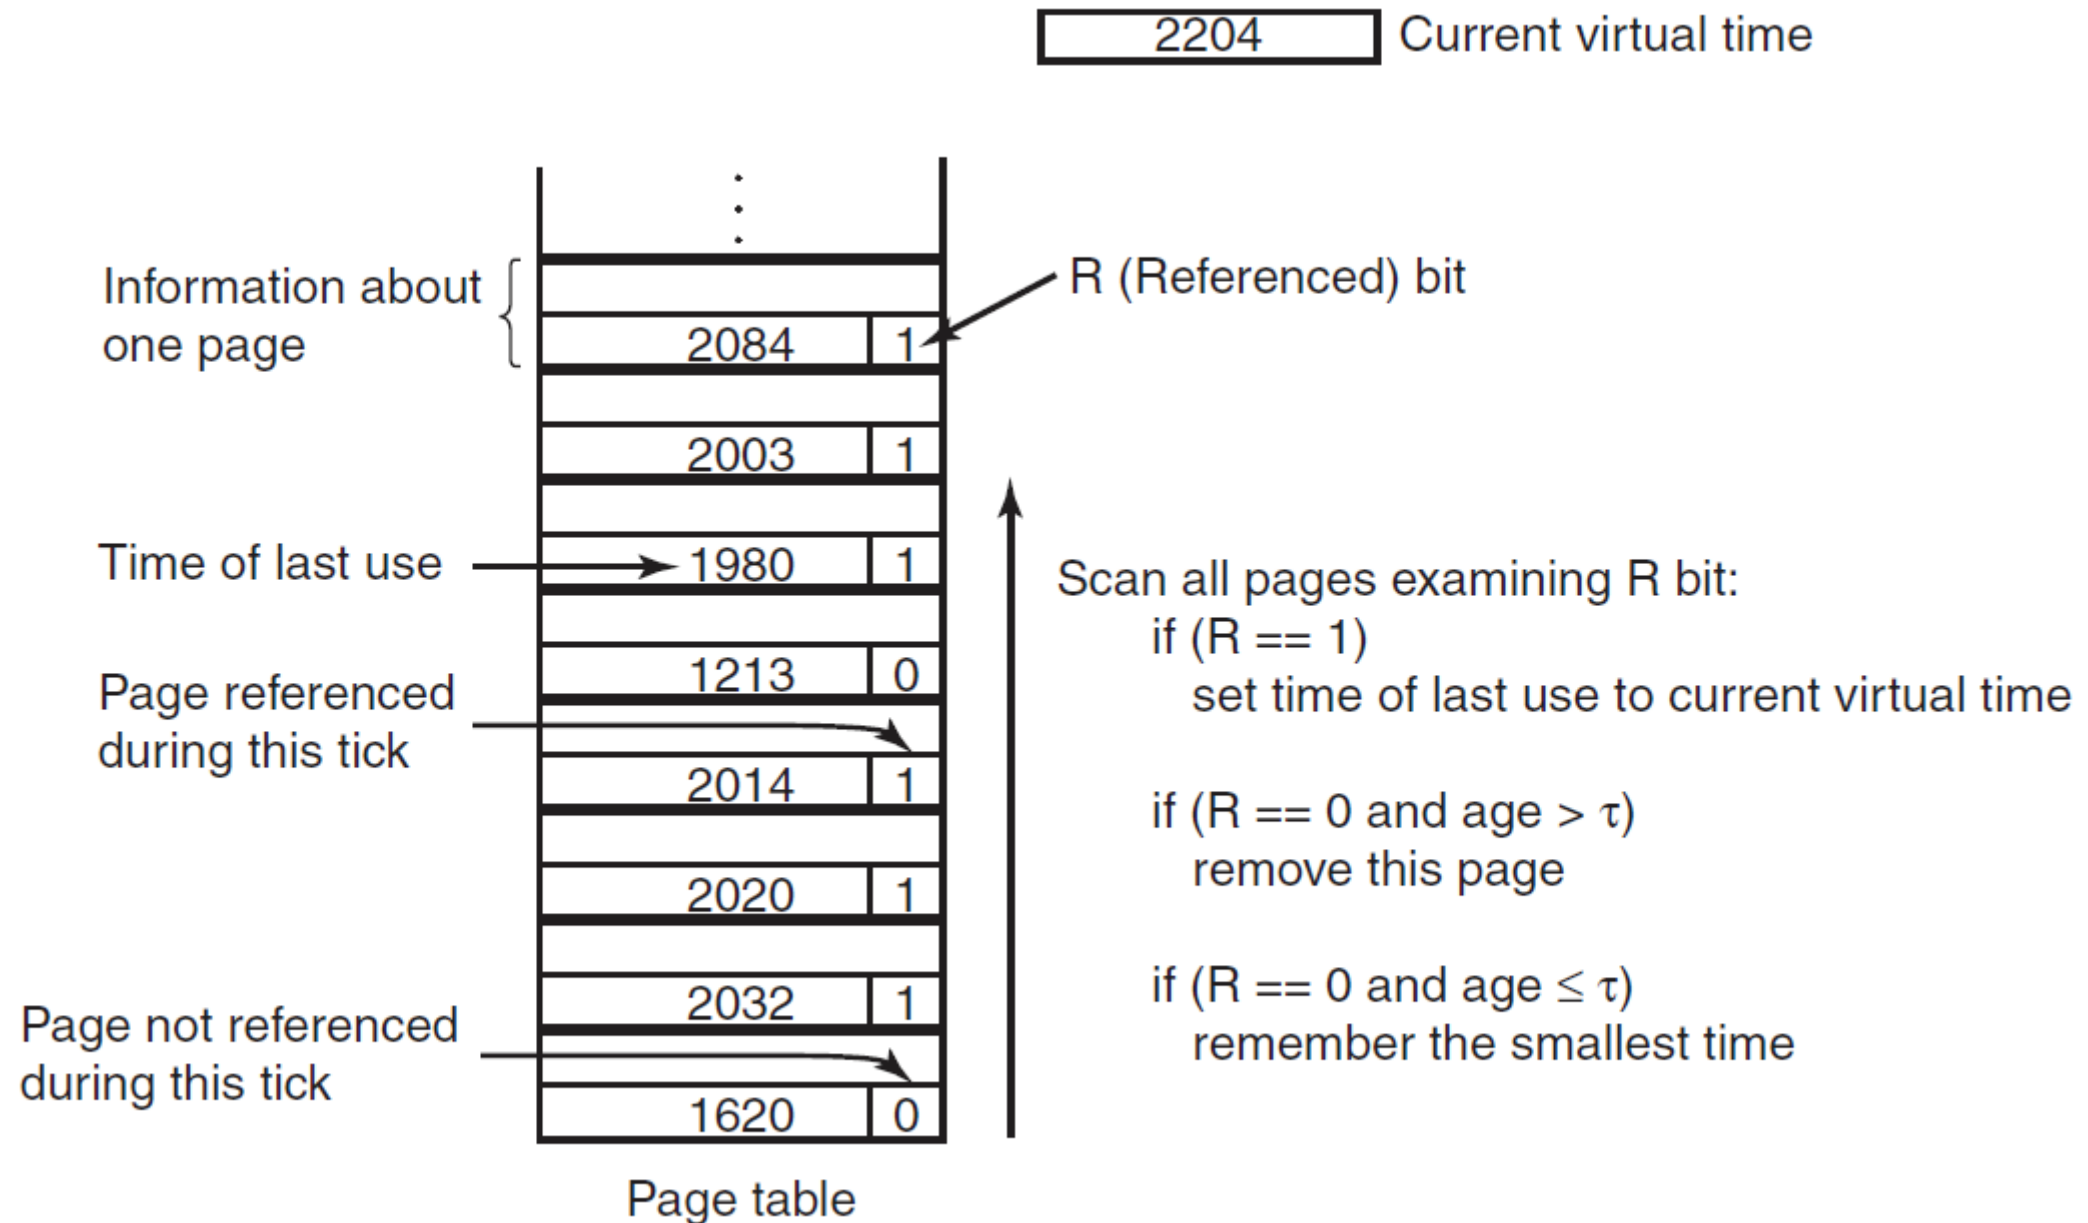 2204 Current virtual time
Information about
one page
R (Referenced) bit
2084 1
2003 1
Time of last use
1980 1
1213 0
Page referenced
during this tick
2014 1
2020 1
2032 1
Page not referenced
during this tick
1620 0
Page table
Scan all pages examining R bit:
if (R == 1)
set time of last use to current virtual time
if (R == 0 and age > τ)
remove this page
if (R == 0 and age ≤ τ)
remember the smallest time